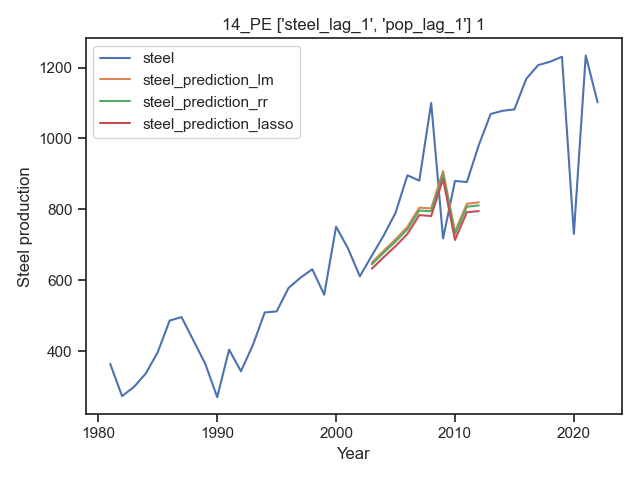 14_PE ['steel_lag_1', 'pop_lag_1'] 1
steel
steel_prediction_lm
steel_prediction_rr
steel_prediction_lasso
Steel production
1200
1000
800
600
400
1980
1990
2000
2010
2020
Year